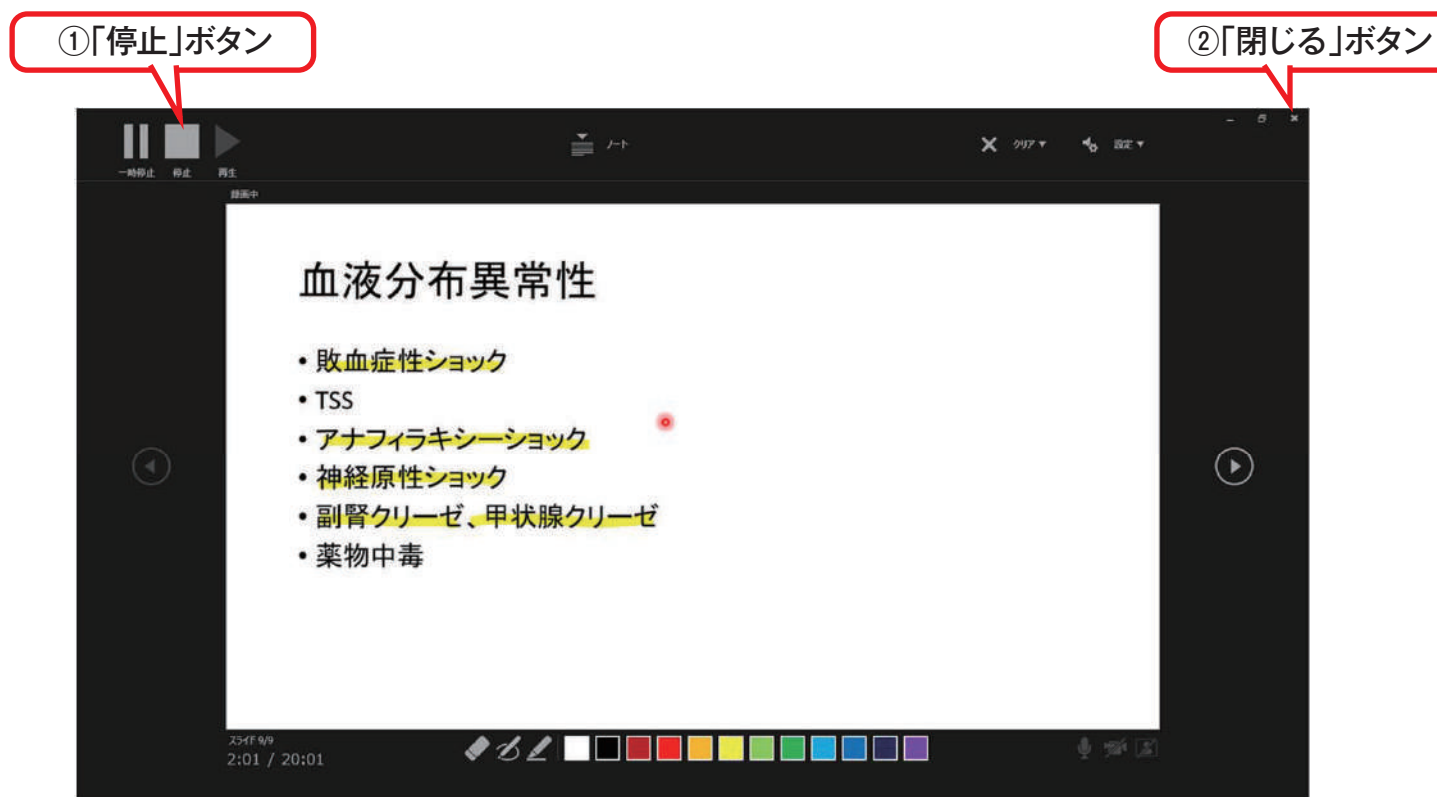 ①「停止」ボタン
②「閉じる」ボタン
一時停止 停止 再生
ノート
クリア
設定
録画中
血液分布異常性
• 敗血症性ショック
• TSS
• アナフィラキシーショック
• 神経原性ショック
• 副腎クリーゼ、甲状腺クリーゼ
• 薬物中毒
スライド 9/9
2:01 / 20:01